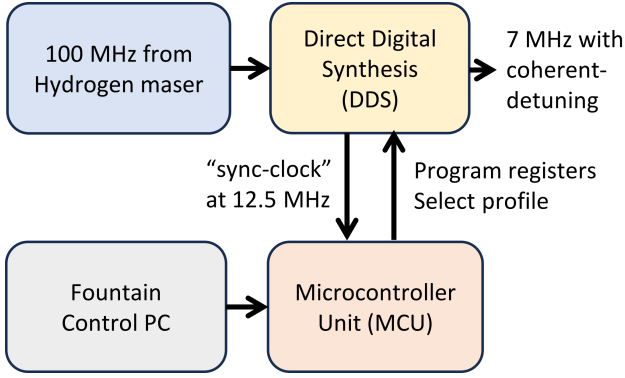 100 MHz from
Hydrogen maser
Direct Digital
Synthesis
(DDS)
7 MHz with
coherent-
detuning
“sync-clock”
at 12.5 MHz
Program registers
Select profile
Fountain
Control PC
Microcontroller
Unit (MCU)